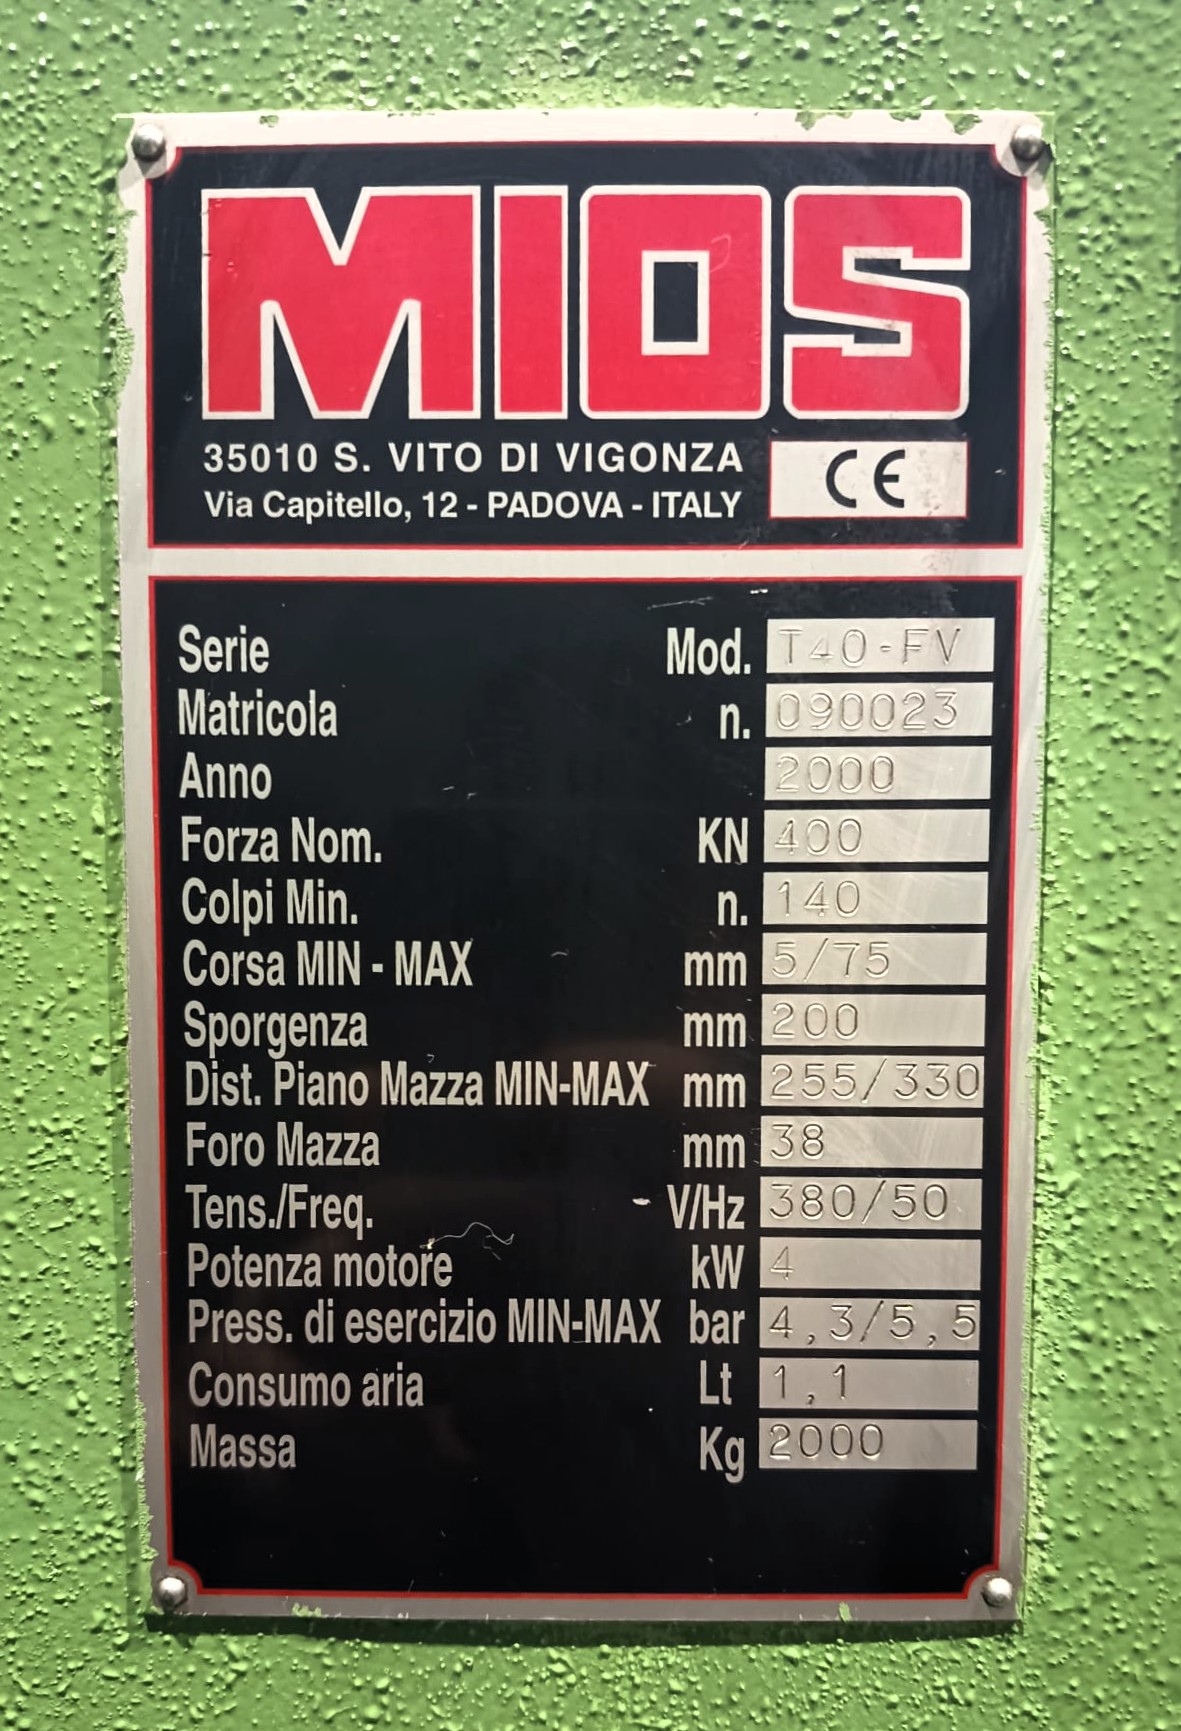 MIOS
35010 S. VITO DI VIGONZA
Via Capitello, 12 - PADOVA - ITALY CE
Serie Mod. T40-FV
Matricola n. 090023
Anno 2000
Forza Nom. KN 400
Colpi Min. n. 140
Corsa MIN - MAX mm 5/75
Sporgenza mm 200
Dist. Piano Mazza MIN-MAX mm 255/330
Foro Mazza mm 38
Tens./Freq. V/Hz 380/50
Potenza motore kW 4
Press. di esercizio MIN-MAX bar 4,3/5,5
Consumo aria Lt 1,1
Massa Kg 2000